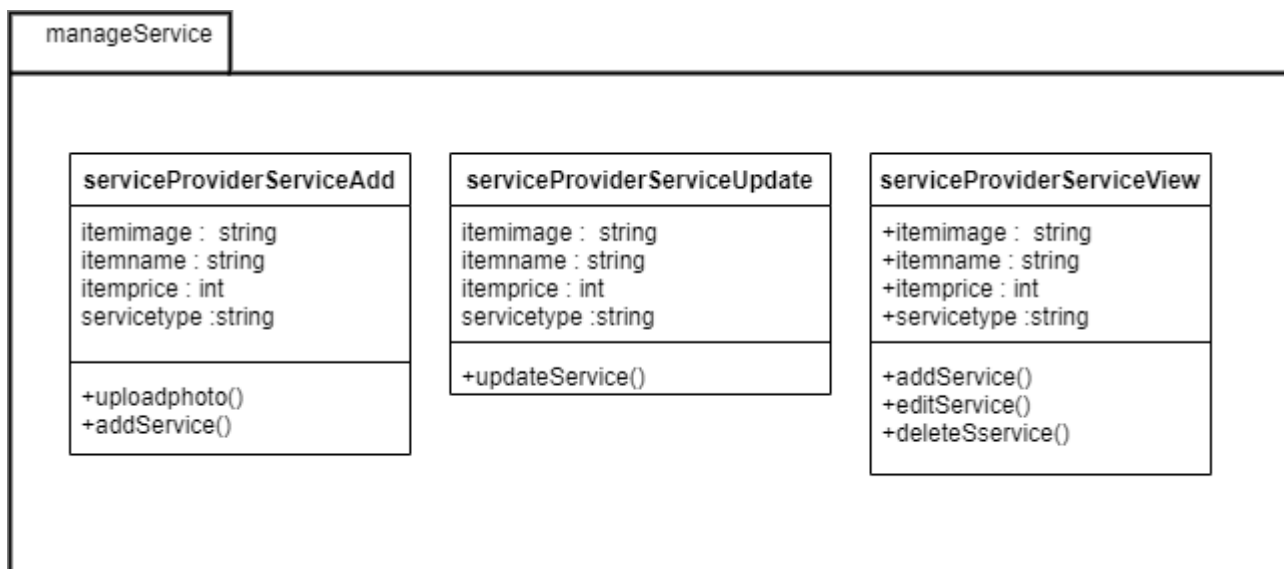 manageService
serviceProviderServiceAdd
itemimage :  string
itemname : string
itemprice : int
servicetype :string
+uploadphoto()
+addService()
serviceProviderServiceUpdate
itemimage :  string
itemname : string
itemprice : int
servicetype :string
+updateService()
serviceProviderServiceView
+itemimage :  string
+itemname : string
+itemprice : int
+servicetype :string
+addService()
+editService()
+deleteSservice()